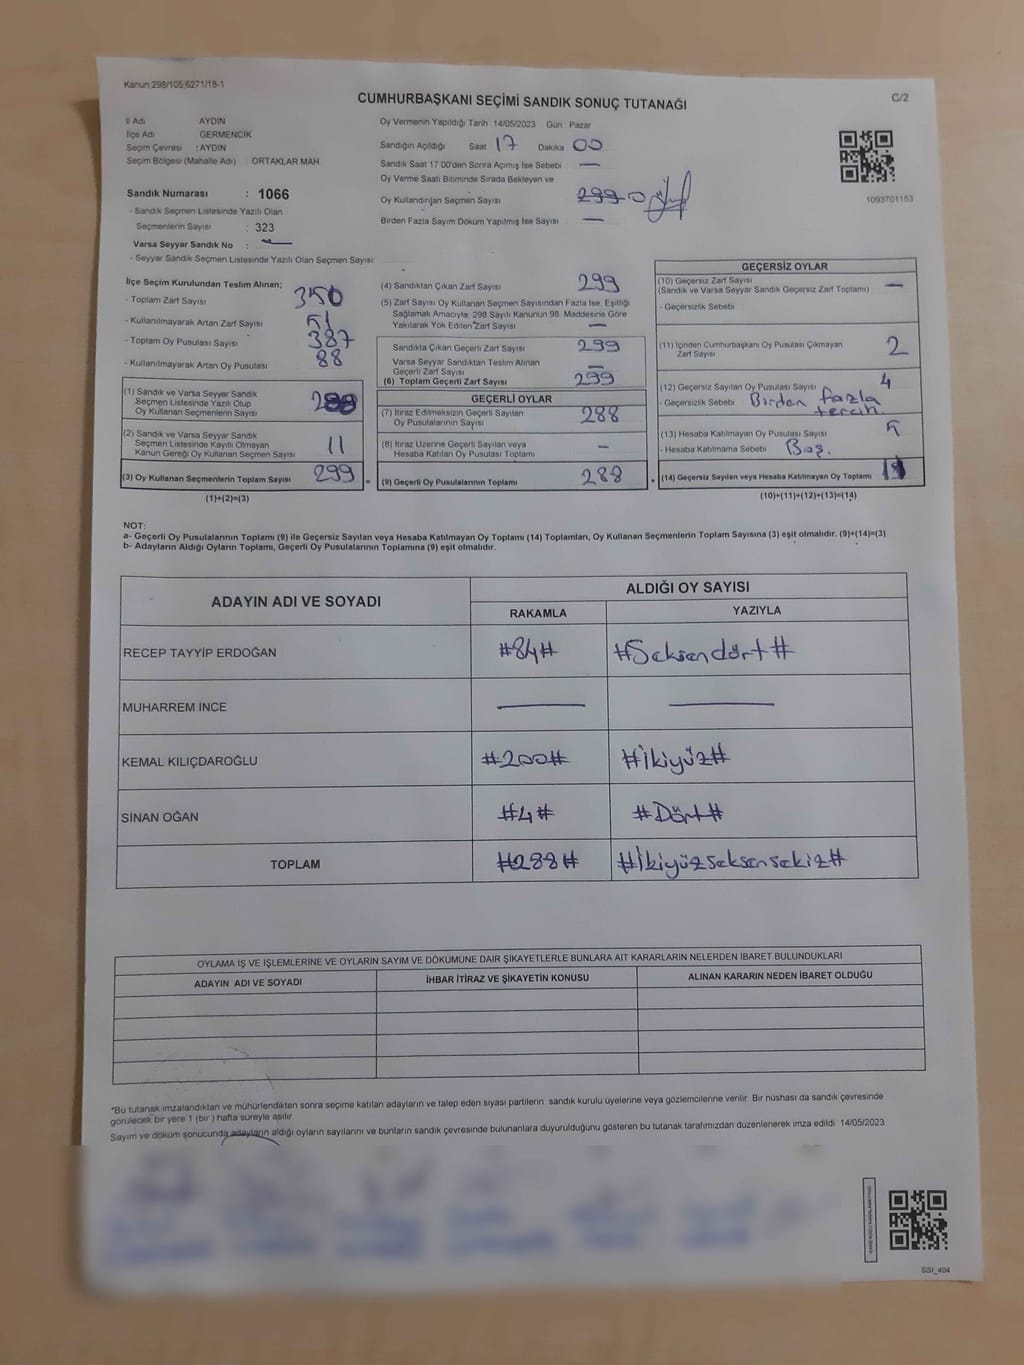 Kanun:298/105,6271/18-1
CUMHURBAŞKANI SEÇİMİ SANDIK SONUÇ TUTANAĞI
C/2
İl Adı AYDIN
İlçe Adı GERMENCİK
Seçim Çevresi : AYDIN
Seçim Bölgesi (Mahalle Adı) ORTAKLAR MAH.
Sandık Numarası : 1066
- Sandık Seçmen Listesinde Yazılı Olan
Seçmenlerin Sayısı : 323
Varsa Seyyar Sandık No : —
- Seyyar Sandık Seçmen Listesinde Yazılı Olan Seçmen Sayısı:
Oy Vermenin Yapıldığı Tarih 14/05/2023 Gün Pazar
Sandığın Açıldığı Saat 17 Dakika 00
Sandık Saat 17 00'den Sonra Açımış İse Sebebi —
Oy Verme Saati Bitiminde Sırada Bekleyen ve
Oy Kullandırılan Seçmen Sayısı 299 0
Birden Fazla Sayım Döküm Yapılmış İse Sayısı —
1093701153
İlçe Seçim Kurulundan Teslim Alınan;
- Toplam Zarf Sayısı 350
- Kullanılmayarak Artan Zarf Sayısı 51
- Toplam Oy Pusulası Sayısı 387
- Kullanılmayarak Artan Oy Pusulası 88
(1) Sandık ve Varsa Seyyar Sandık
Seçmen Listesinde Yazılı Olup
Oy Kullanan Seçmenlerin Sayısı
(2) Sandık ve Varsa Seyyar Sandık
Seçmen Listesinde Kayıtlı Olmayan
Kanun Gereği Oy Kullanan Seçmen Sayısı 11
(3) Oy Kullanan Seçmenlerin Toplam Sayısı 299
(1)+(2)=(3)
(4) Sandıktan Çıkan Zarf Sayısı 299
(5) Zarf Sayısı Oy Kullanan Seçmen Sayısından Fazla İse, Eşitliği
Sağlamak Amacıyla, 298 Sayılı Kanunun 98. Maddesine Göre
Yakılarak Yok Edilen Zarf Sayısı —
Sandıkta Çıkan Geçerli Zarf Sayısı 299
Varsa Seyyar Sandıktan Teslim Alınan
Geçerli Zarf Sayısı —
(6) Toplam Geçerli Zarf Sayısı 299
GEÇERLİ OYLAR
(7) İtiraz Edilmeksizin Geçerli Sayılan
Oy Pusulalarının Sayısı 288
(8) İtiraz Üzerine Geçerli Sayılan veya
Hesaba Katılan Oy Pusulası Toplamı —
(9) Geçerli Oy Pusulalarının Toplamı 288
GEÇERSİZ OYLAR
(10) Geçersiz Zarf Sayısı
(Sandık ve Varsa Seyyar Sandık Geçersiz Zarf Toplamı) —
- Geçersizlik Sebebi
(11) İçinden Cumhurbaşkanı Oy Pusulası Çıkmayan
Zarf Sayısı 2
(12) Geçersiz Sayılan Oy Pusulası Sayısı 4
- Geçersizlik Sebebi Birden fazla
tercih.
(13) Hesaba Katılmayan Oy Pusulası Sayısı 5
- Hesaba Katılmama Sebebi Boş.
(14) Geçersiz Sayılan veya Hesaba Katılmayan Oy Toplamı
(10)+(11)+(12)+(13)=(14)
NOT:
a- Geçerli Oy Pusulalarının Toplamı (9) ile Geçersiz Sayılan veya Hesaba Katılmayan Oy Toplamı (14) Toplamları, Oy Kullanan Seçmenlerin Toplam Sayısına (3) eşit olmalıdır. (9)+(14)=(3)
b- Adayların Aldığı Oyların Toplamı, Geçerli Oy Pusulalarının Toplamına (9) eşit olmalıdır.
ADAYIN ADI VE SOYADI ALDIĞI OY SAYISI
RAKAMLA YAZIYLA
RECEP TAYYİP ERDOĞAN #84# #Seksendört#
MUHARREM İNCE — —
KEMAL KILIÇDAROĞLU #200# #İkiyüz#
SİNAN OĞAN #4# #Dört#
TOPLAM #288# #İkiyüzseksensekiz#
OYLAMA İŞ VE İŞLEMLERİNE VE OYLARIN SAYIM VE DÖKÜMÜNE DAİR ŞİKAYETLERLE BUNLARA AİT KARARLARIN NELERDEN İBARET BULUNDUKLARI
ADAYIN ADI VE SOYADI İHBAR İTİRAZ VE ŞİKAYETİN KONUSU ALINAN KARARIN NEDEN İBARET OLDUĞU
*Bu tutanak imzalandıktan ve mühürlendikten sonra seçime katılan adayların ve talep eden siyasi partilerin sandık kurulu üyelerine veya gözlemcilerine verilir. Bir nüshası da sandık çevresinde
görülecek bir yere 1 (bir ) hafta süreyle asılır
Sayım ve döküm sonucunda adayların aldığı oyların sayılarını ve bunların sandık çevresinde bulunanlara duyurulduğunu gösteren bu tutanak tarafımızdan düzenlenerek imza edildi 14/05/2023
SSI_404